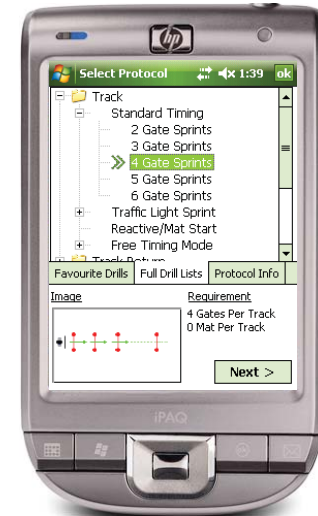 hp
Select Protocol 1:39 ok
Track
Standard Timing
2 Gate Sprints
3 Gate Sprints
4 Gate Sprints
5 Gate Sprints
6 Gate Sprints
Traffic Light Sprint
Reactive/Mat Start
Free Timing Mode
Track Return
Favourite Drills Full Drill Lists Protocol Info
Image
Requirement
4 Gates Per Track
0 Mat Per Track
Next >
iPAQ